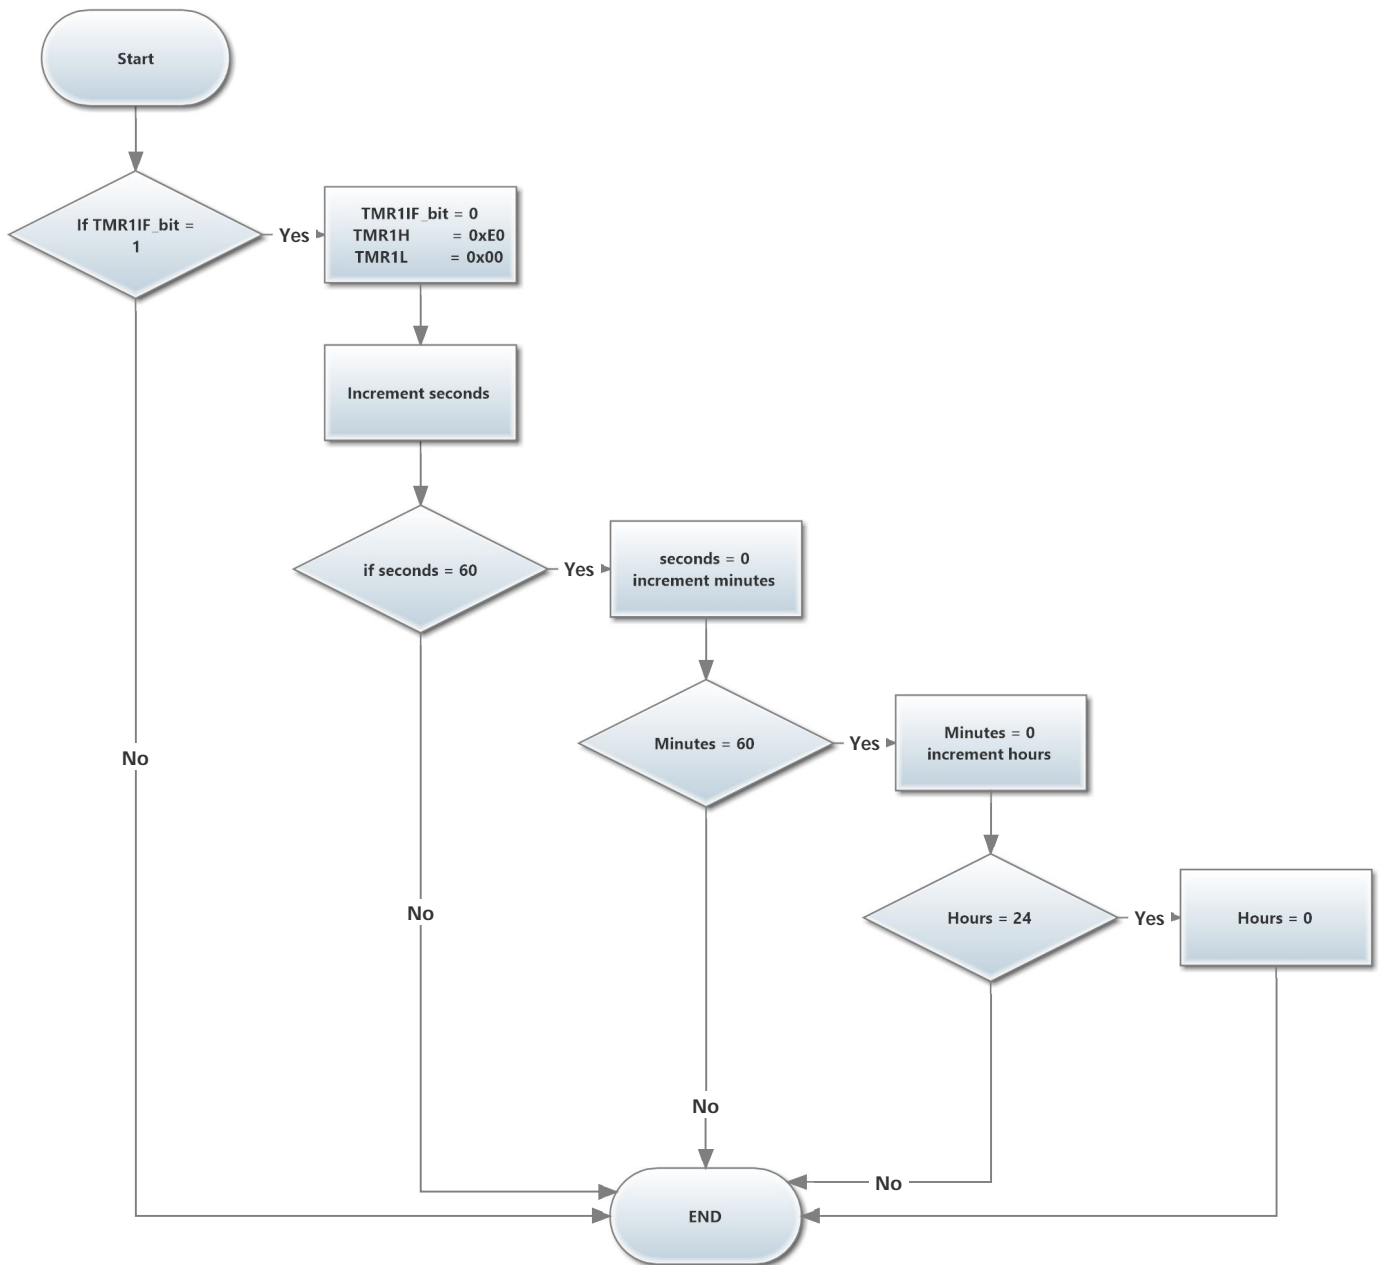 Start
If TMR1IF_bit =
1
Yes
TMR1IF_bit = 0
TMR1H = 0xE0
TMR1L = 0x00
Increment seconds
if seconds = 60
Yes
seconds = 0
increment minutes
Minutes = 60
Yes
Minutes = 0
increment hours
No
Hours = 24
Yes
Hours = 0
No
No
No
END